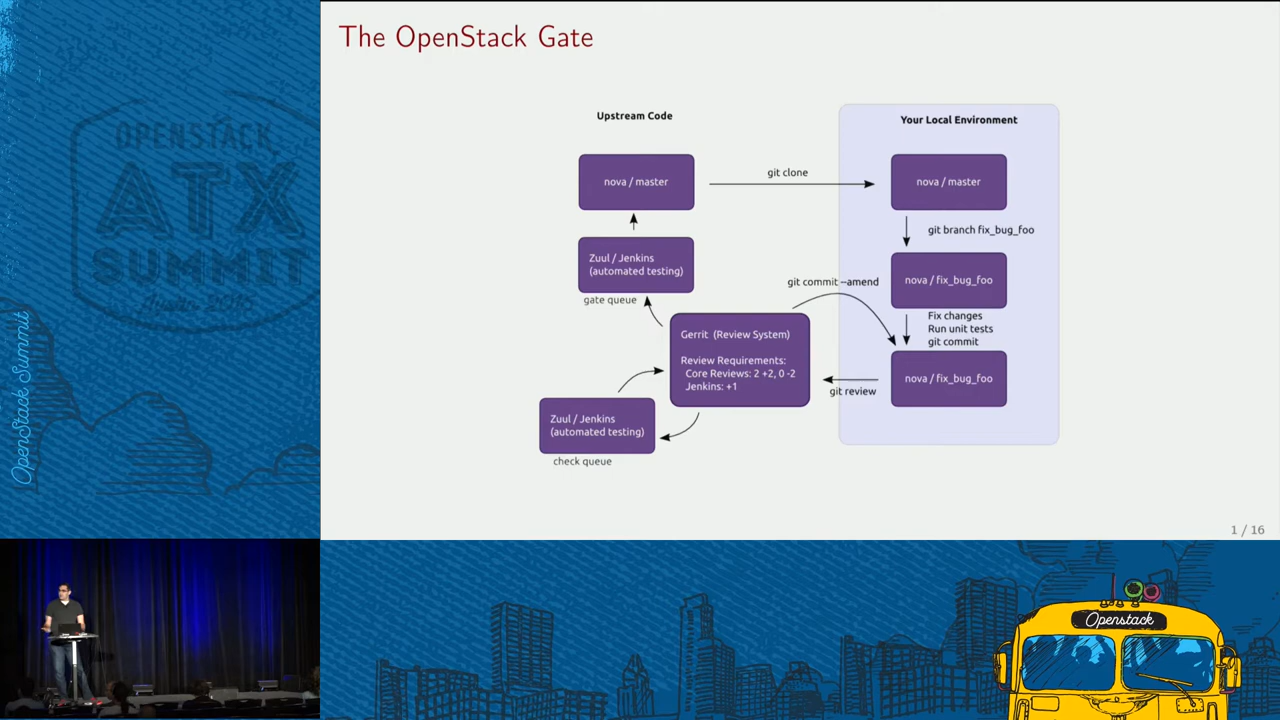 The OpenStack Gate
Upstream Code
Your Local Environment
nova / master
git clone
nova / master
git branch fix_bug_foo
Zuul / Jenkins
(automated testing)
gate queue
nova / fix_bug_foo
git commit --amend
Fix changes
Run unit tests
git commit
Gerrit (Review System)
Review Requirements:
Core Reviews: 2 +2, 0 -2
Jenkins: +1
nova / fix_bug_foo
git review
Zuul / Jenkins
(automated testing)
check queue
1 / 16
OPENSTACK
ATX
SUMMIT
OpenStack Summit
Openstack